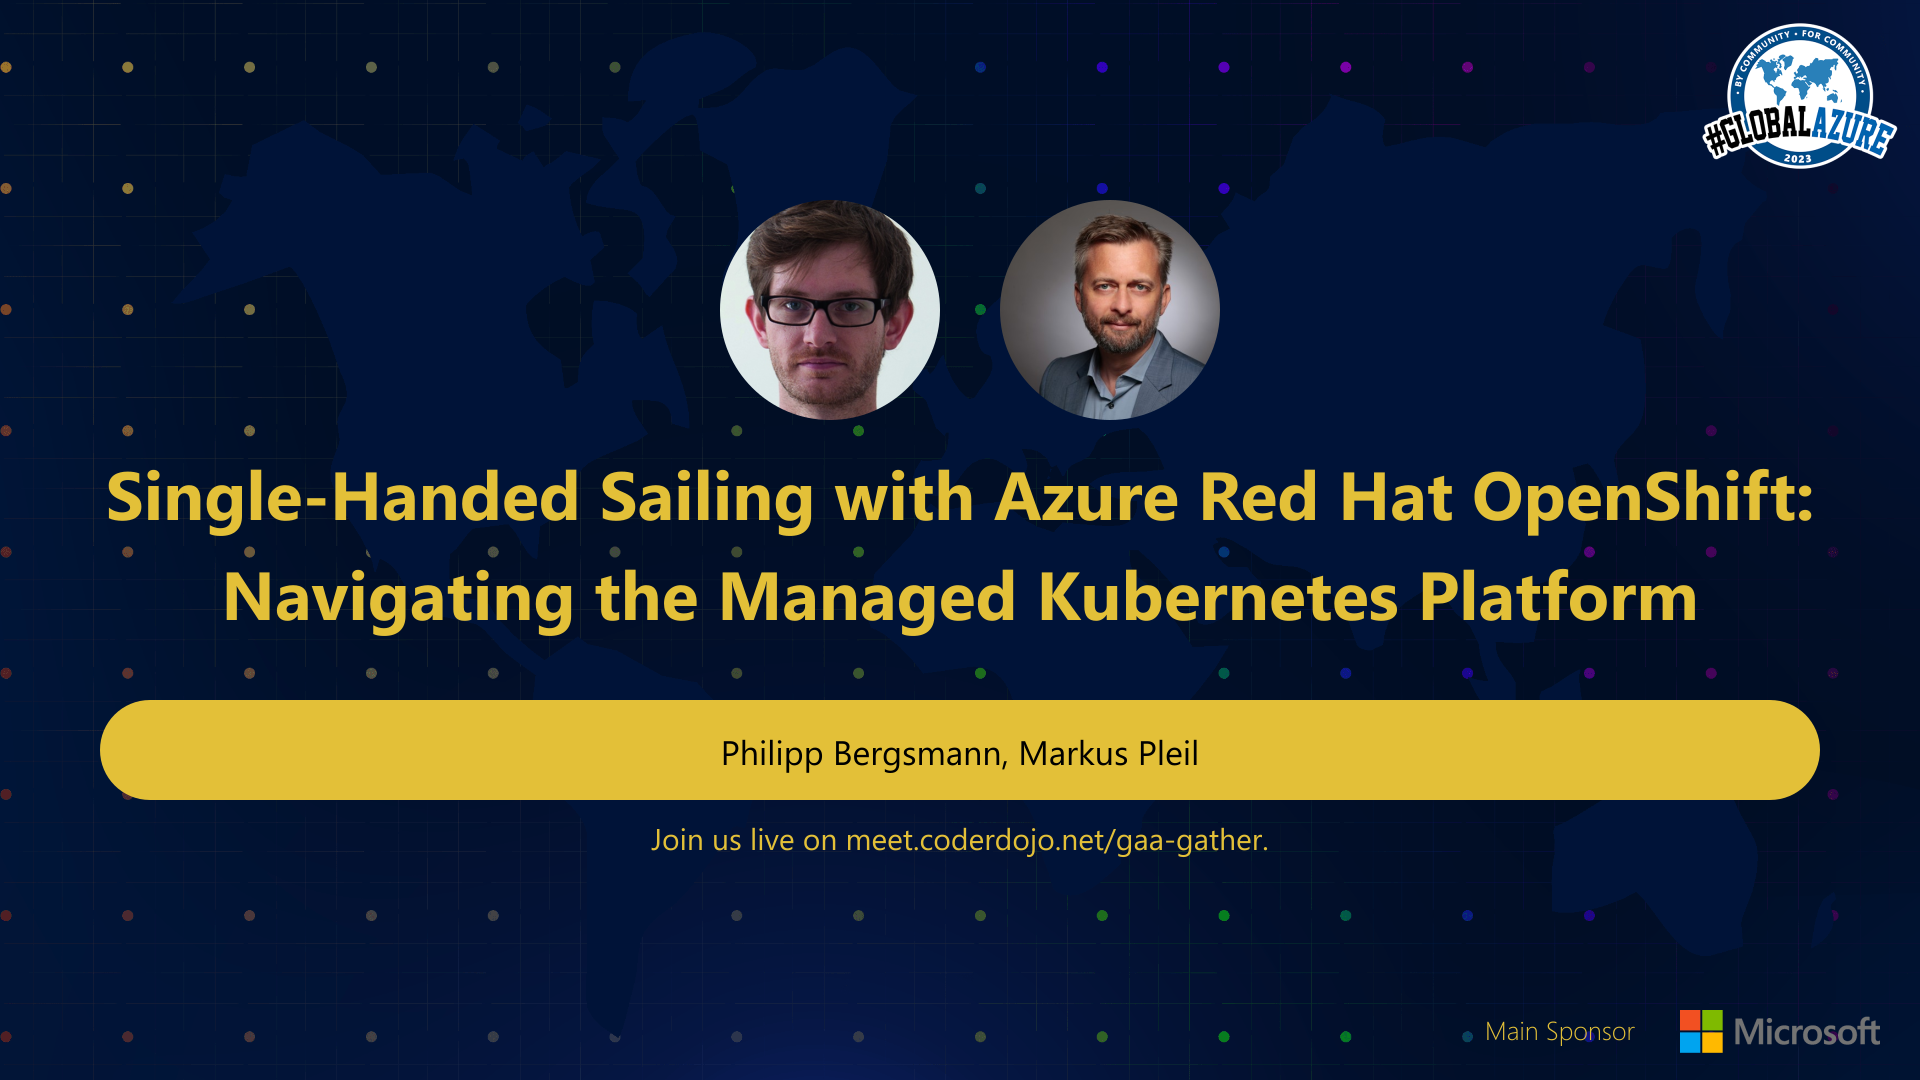 • BY COMMUNITY • FOR COMMUNITY •
#GLOBALAZURE
2023
Single-Handed Sailing with Azure Red Hat OpenShift:
Navigating the Managed Kubernetes Platform
Philipp Bergsmann, Markus Pleil
Join us live on meet.coderdojo.net/gaa-gather.
Main Sponsor
Microsoft